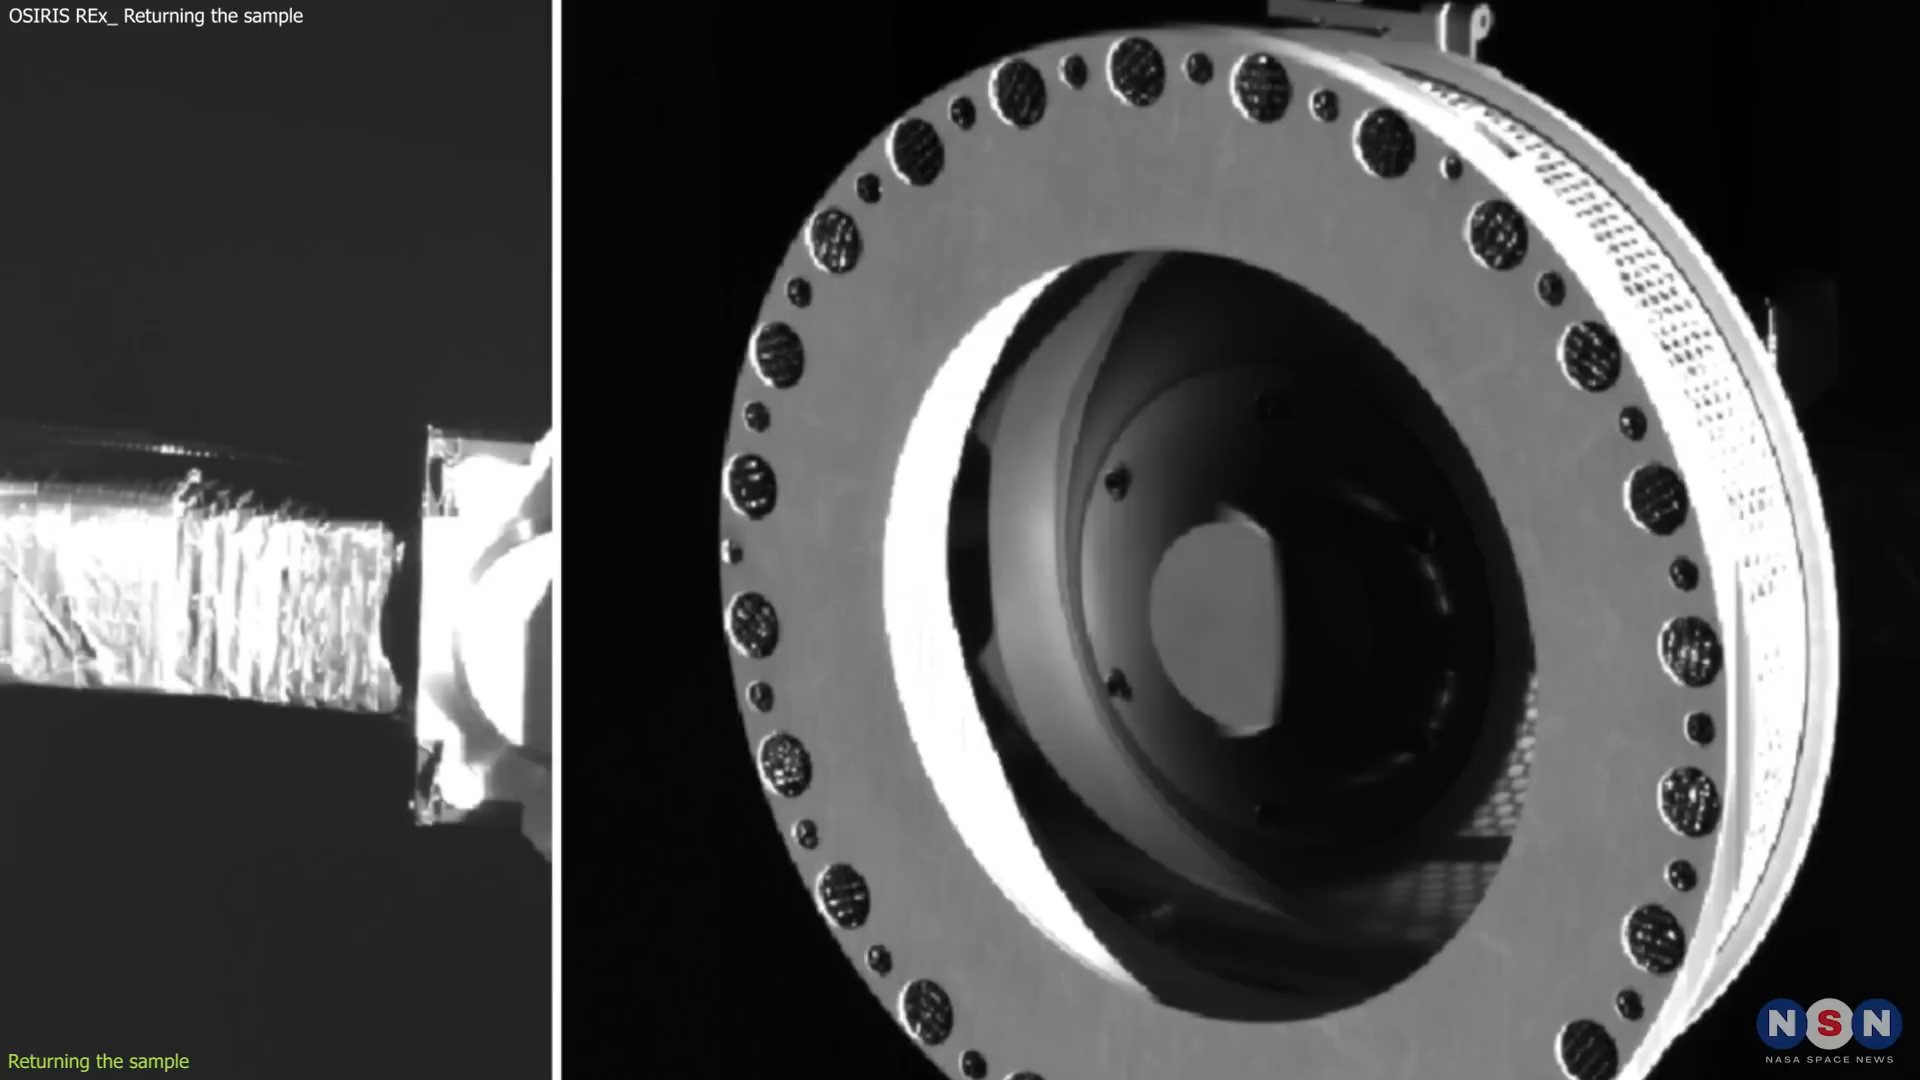 OSIRIS REx_ Returning the sample
Returning the sample
NSN
NASA SPACE NEWS